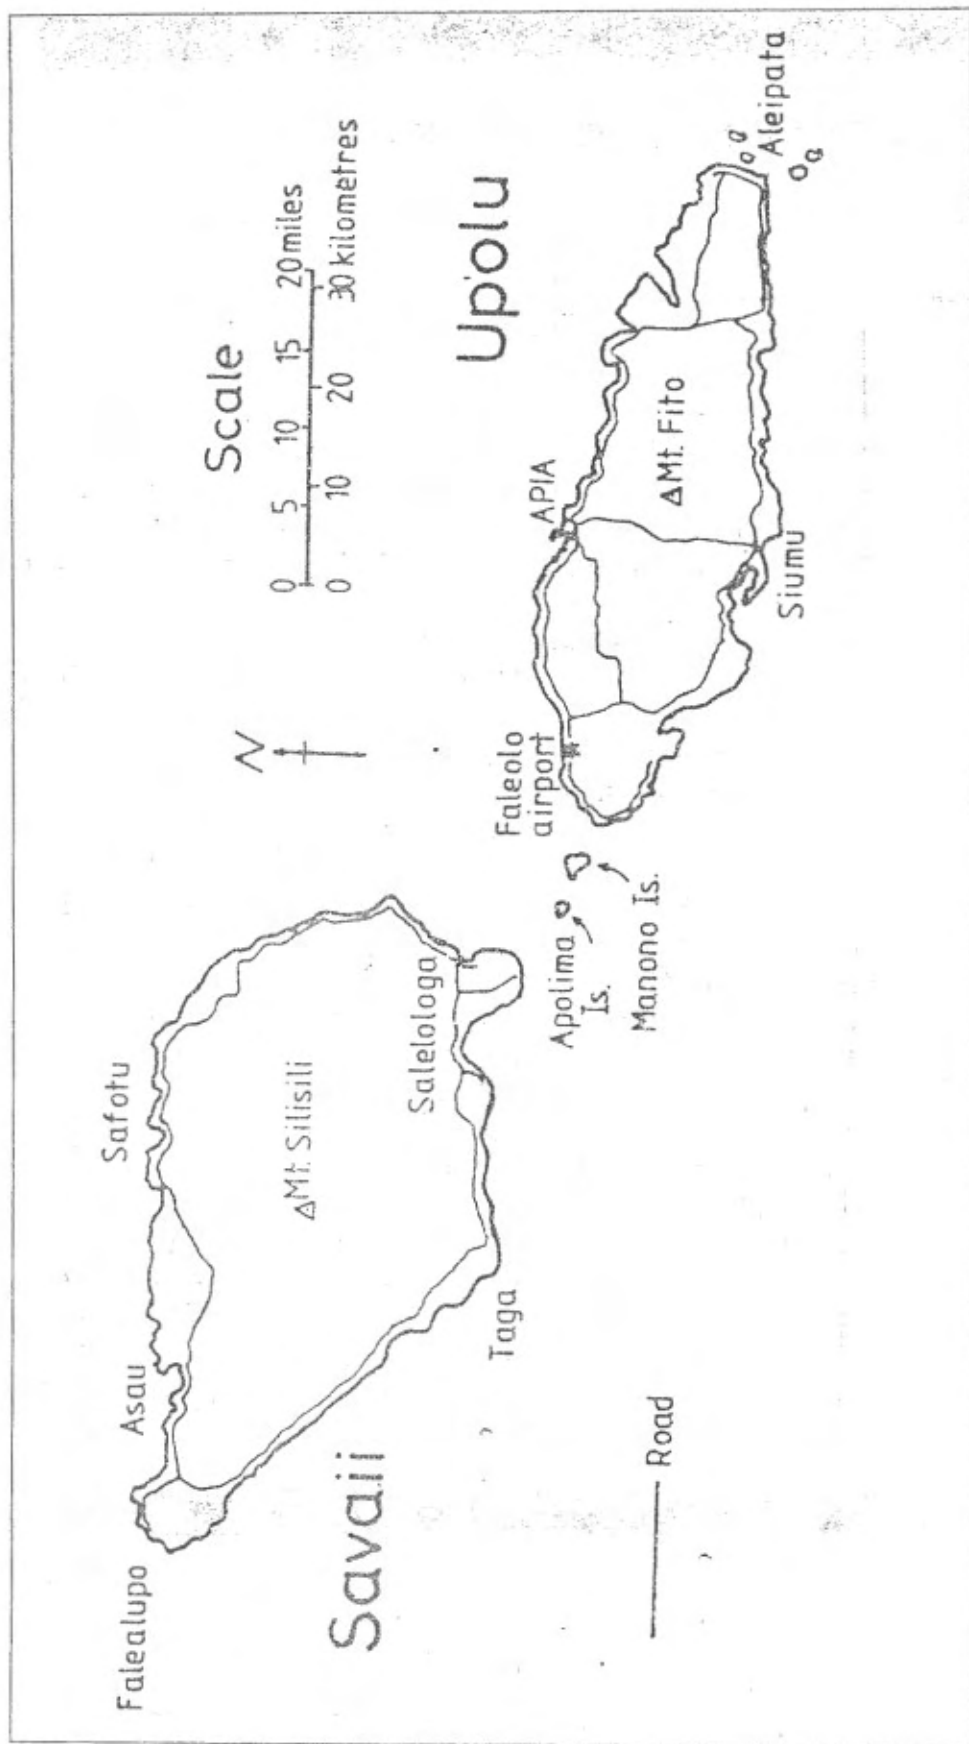 Falealupo
Asau
Safotu
Savaii
Mt. Silisili
Taga
Salelologa
N
Scale
0 5 10 15 20 miles
0 10 20 30 kilometres
Upolu
Faleolo
airport
APIA
Mt. Fito
Aleipata
Siumu
Apolima
Is.
Manono Is.
Road